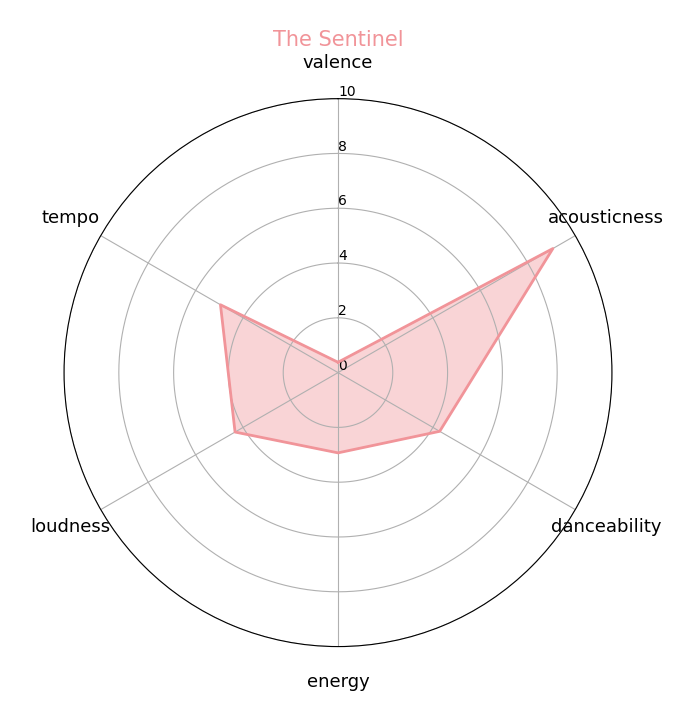 The Sentinel
valence
10
8
6
4
2
0
tempo
acousticness
loudness
danceability
energy